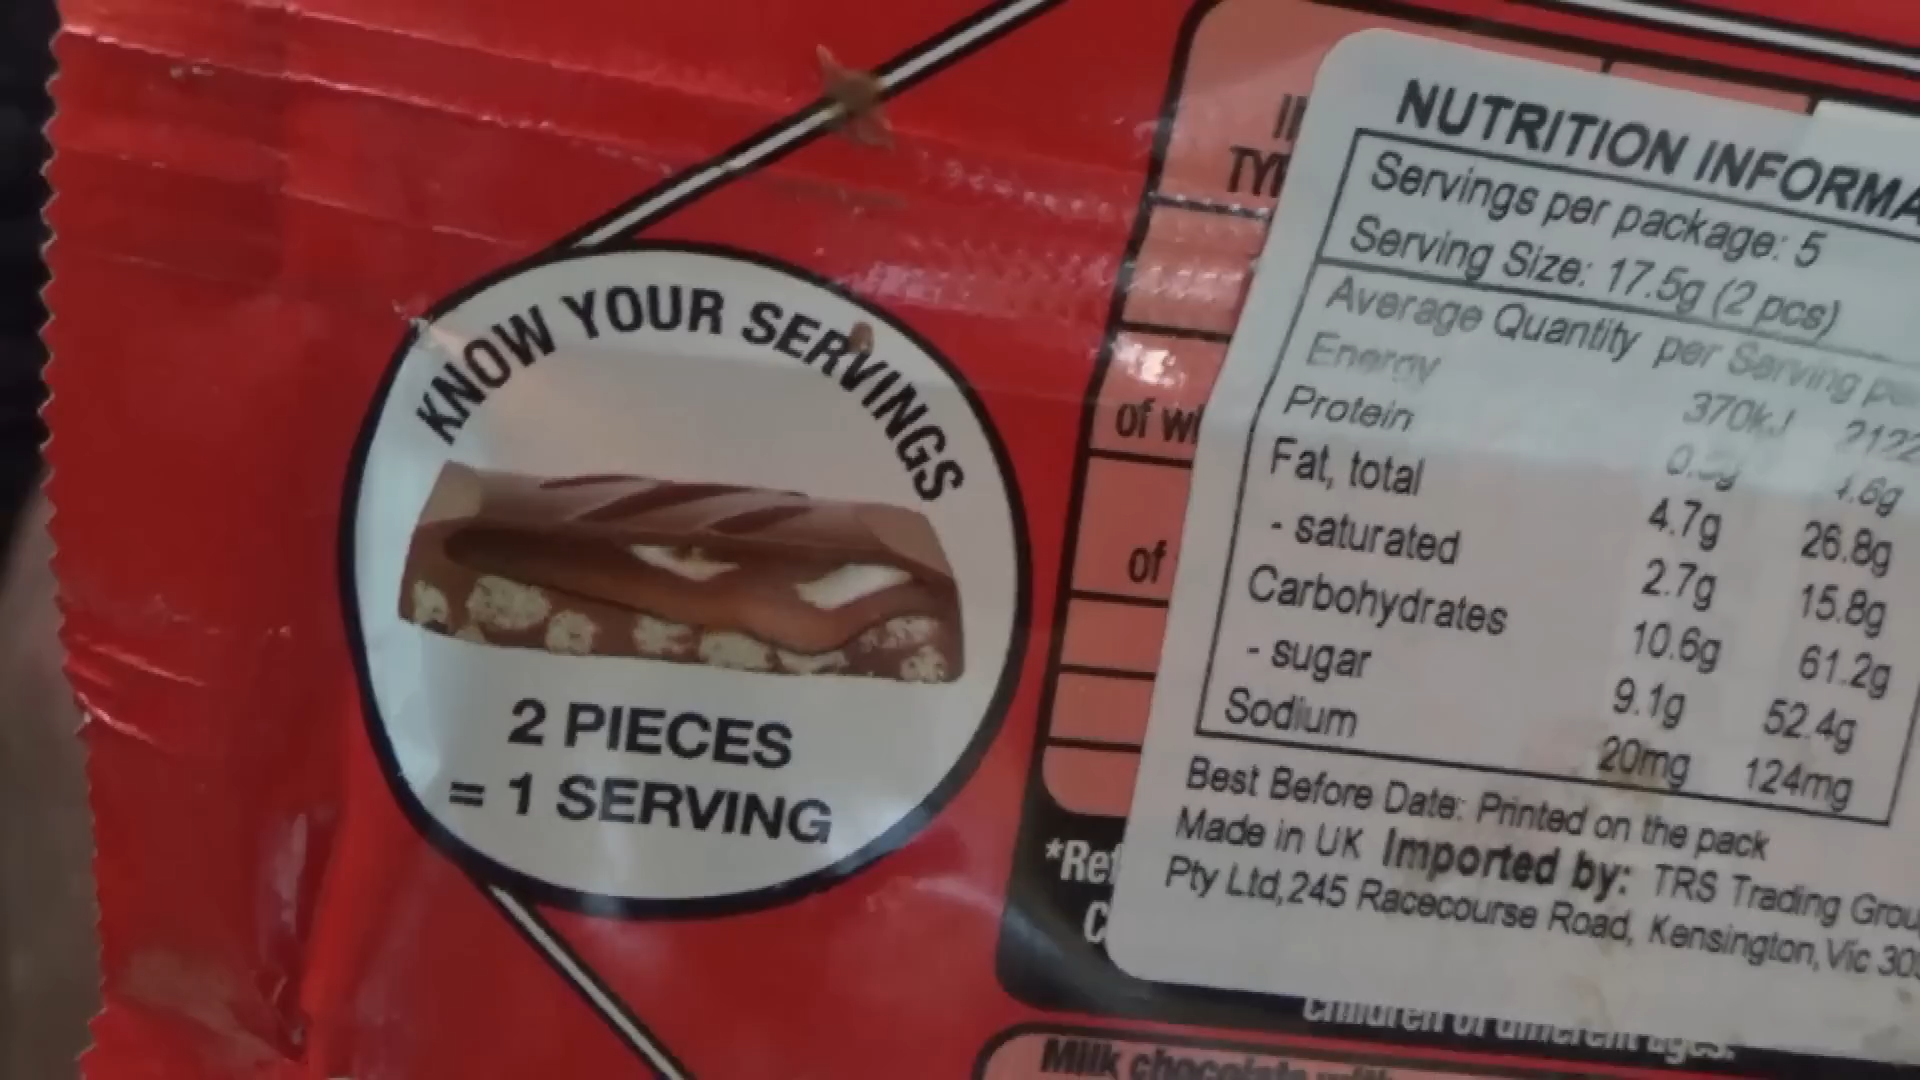 KNOW YOUR SERVINGS
2 PIECES
= 1 SERVING
of
of
*Ref
NUTRITION INFORMA
Servings per package: 5
Serving Size: 17.5g (2 pcs)
Average Quantity per Serving
Energy 370kJ 2122
Protein
Fat, total 4.7g 26.8g
- saturated 2.7g 15.8g
Carbohydrates 10.6g 61.2g
- sugar 9.1g 52.4g
Sodium 20mg 124mg
Best Before Date: Printed on the pack
Made in UK Imported by: TRS Trading Grou
Pty Ltd,245 Racecourse Road, Kensington, Vic
children of different ages.
Milk chocolate with